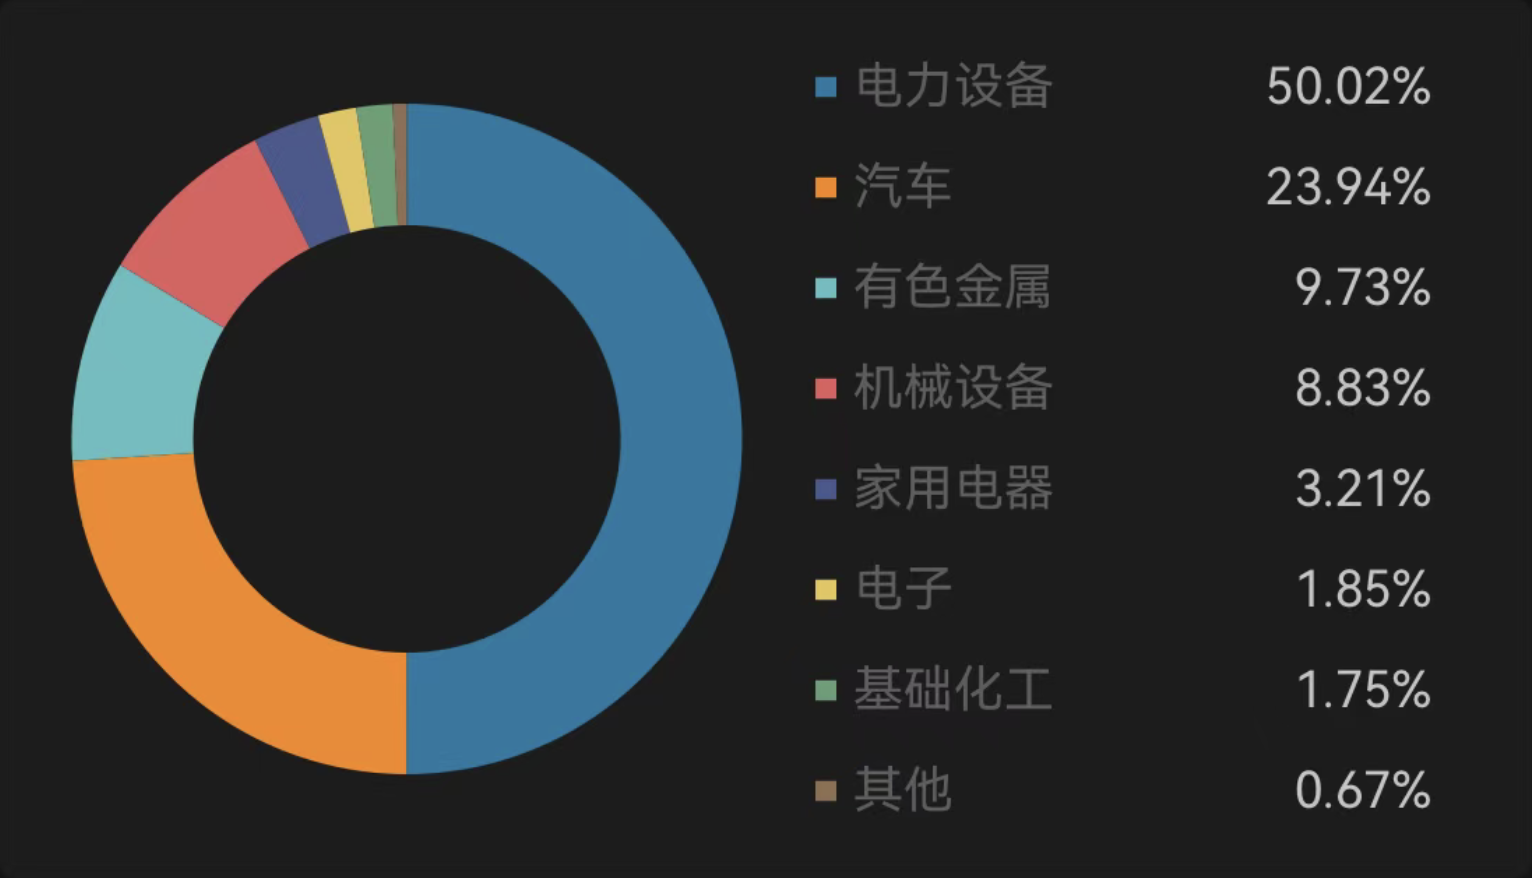 电力设备 50.02%
汽车 23.94%
有色金属 9.73%
机械设备 8.83%
家用电器 3.21%
电子 1.85%
基础化工 1.75%
其他 0.67%